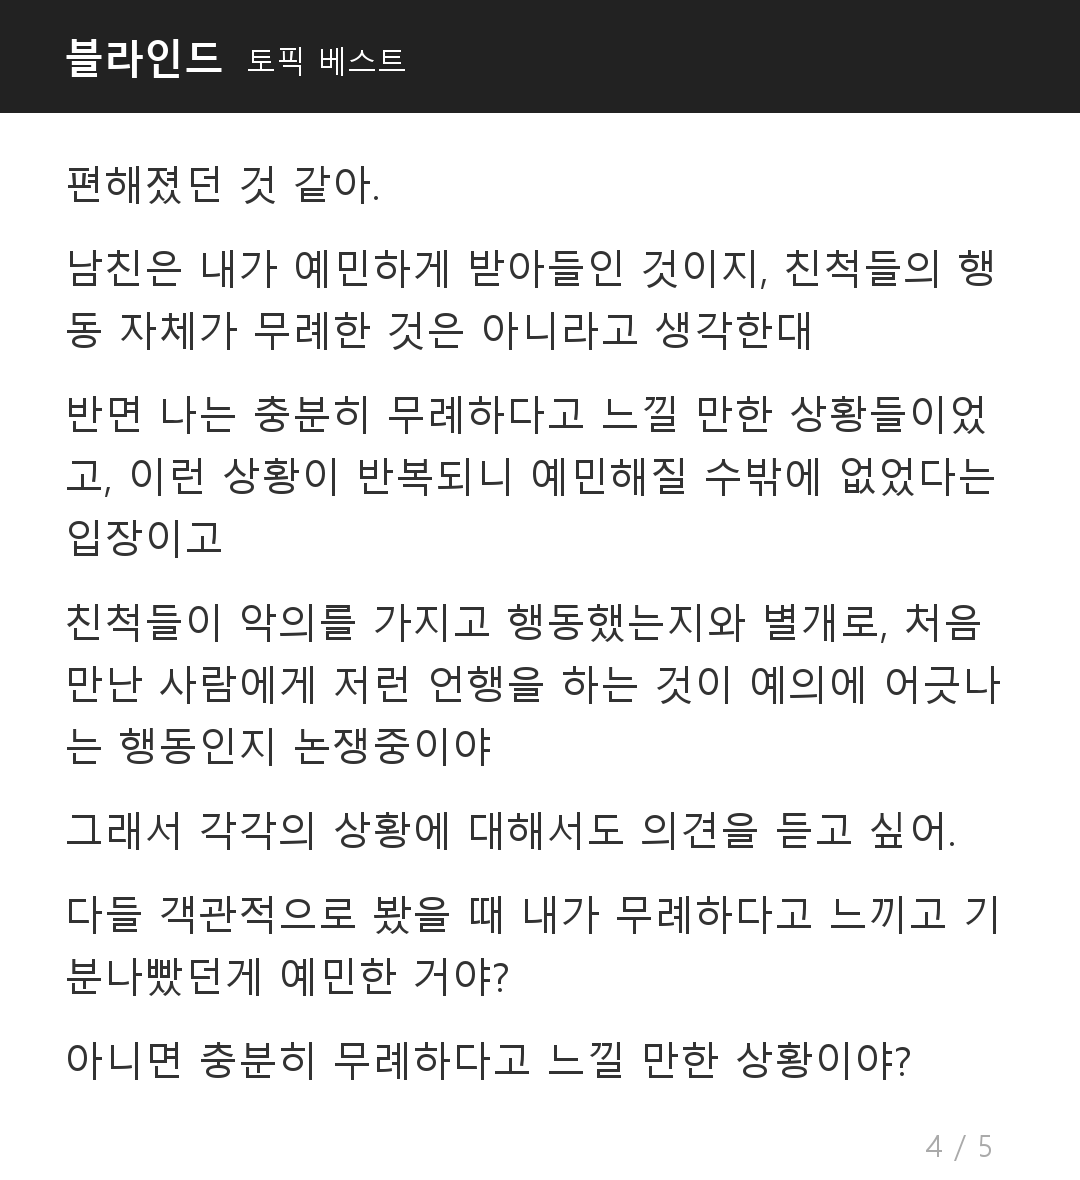 블라인드 토픽 베스트
편해졌던 것 같아.
남친은 내가 예민하게 받아들인 것이지, 친척들의 행
동 자체가 무례한 것은 아니라고 생각한대
반면 나는 충분히 무례하다고 느낄 만한 상황들이었
고, 이런 상황이 반복되니 예민해질 수밖에 없었다는
입장이고
친척들이 악의를 가지고 행동했는지와 별개로, 처음
만난 사람에게 저런 언행을 하는 것이 예의에 어긋나
는 행동인지 논쟁중이야
그래서 각각의 상황에 대해서도 의견을 듣고 싶어.
다들 객관적으로 봤을 때 내가 무례하다고 느끼고 기
분나빴던게 예민한 거야?
아니면 충분히 무례하다고 느낄 만한 상황이야?
4 / 5